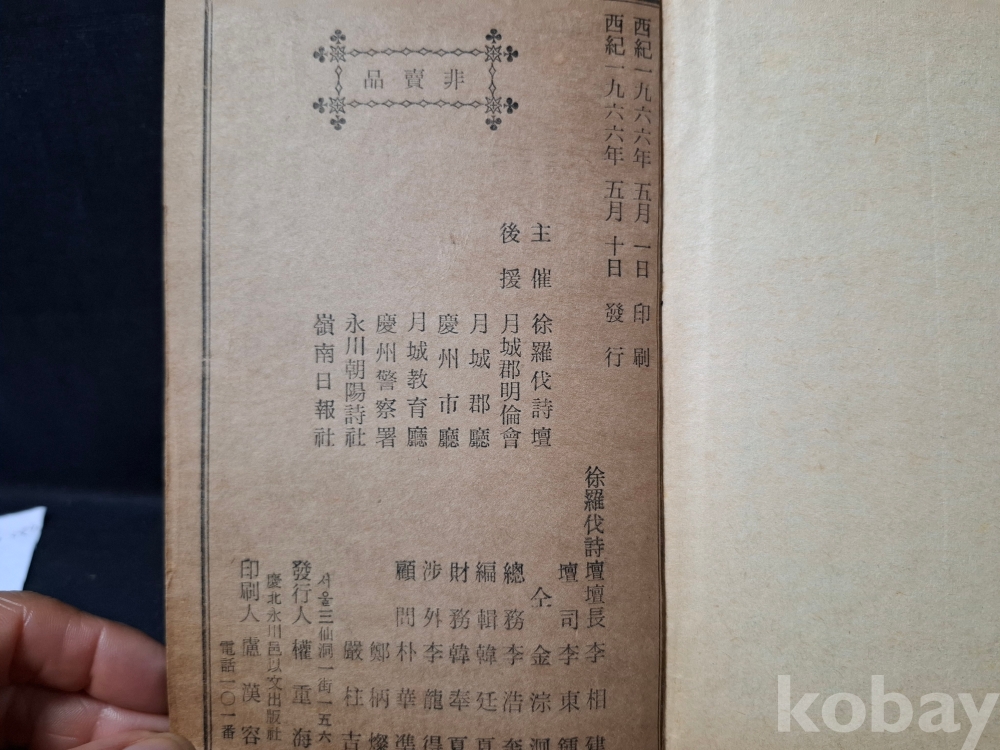 西紀一九六六年 五月 一日 印刷
西紀一九六六年 五月 十日 發行
非賣品
主催 徐羅伐詩壇
後援 月城郡明倫會
月城郡廳
慶州市廳
月城教育廳
慶州警察署
永川朝陽詩社
嶺南日報社
徐羅伐詩壇壇長 李相建
壇司 李東鍾
仝 金淙洞
總務 李浩奎
編輯 韓廷夏
財務 韓奉夏
涉外 李龍得
顧問 朴華準
鄭柄燦
嚴柱吉
서울三仙洞一街一五六
發行人 權重海
慶北永川邑以文出版社
印刷人 盧漢容
電話一〇一番
kobay